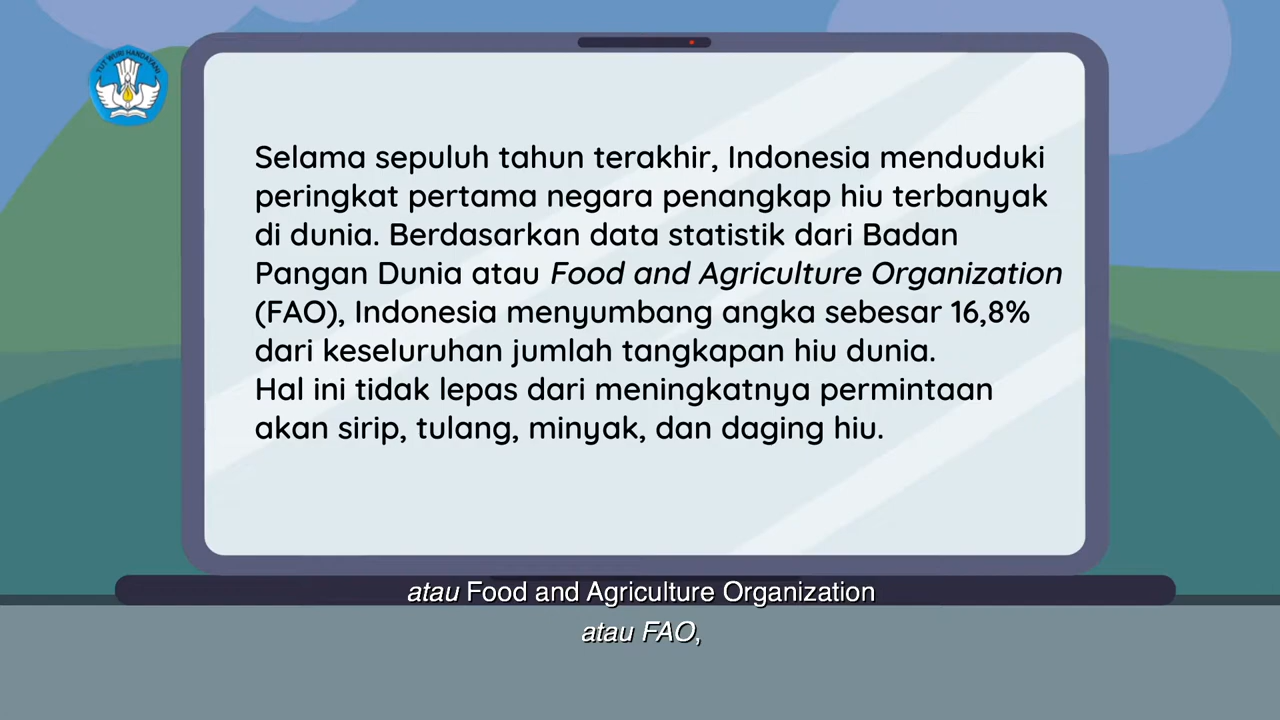 TUT WURI HANDAYANI
Selama sepuluh tahun terakhir, Indonesia menduduki
peringkat pertama negara penangkap hiu terbanyak
di dunia. Berdasarkan data statistik dari Badan
Pangan Dunia atau Food and Agriculture Organization
(FAO), Indonesia menyumbang angka sebesar 16,8%
dari keseluruhan jumlah tangkapan hiu dunia.
Hal ini tidak lepas dari meningkatnya permintaan
akan sirip, tulang, minyak, dan daging hiu.
atau Food and Agriculture Organization
atau FAO,